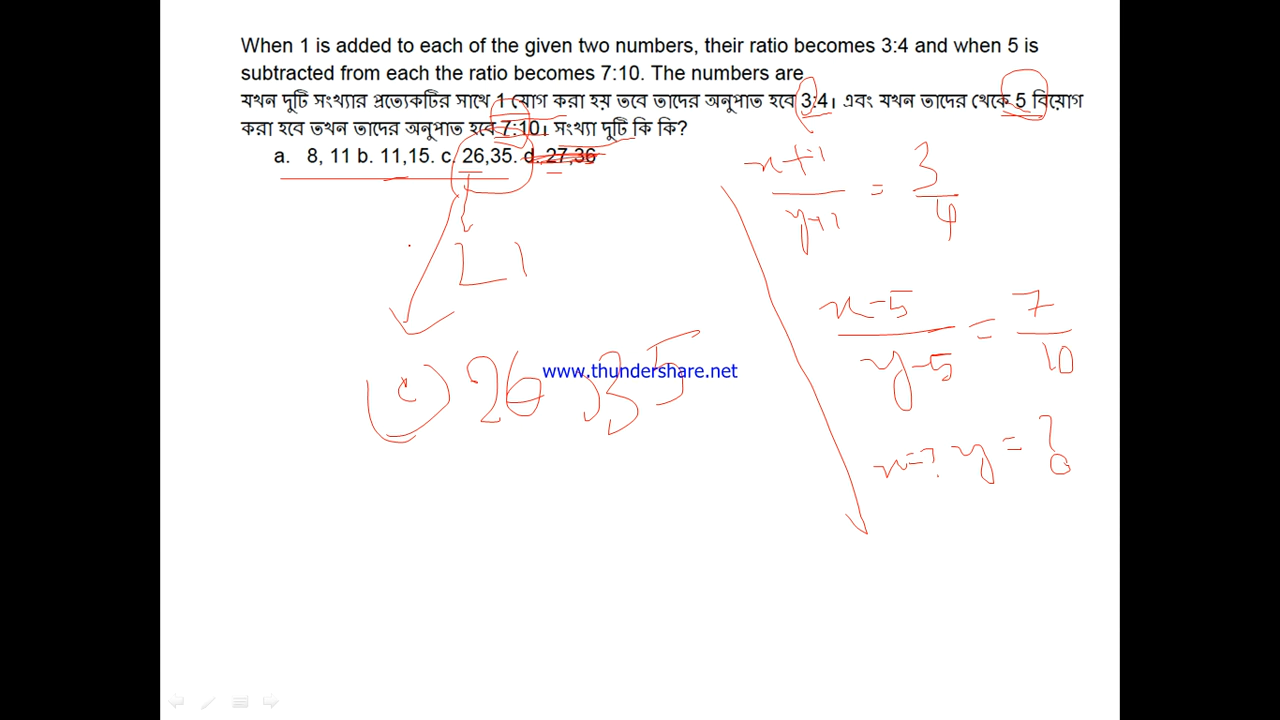 When 1 is added to each of the given two numbers, their ratio becomes 3:4 and when 5 is
subtracted from each the ratio becomes 7:10. The numbers are
যখন দুটি সংখ্যার প্রত্যেকটির সাথে 1 যোগ করা হয় তবে তাদের অনুপাত হবে 3:4। এবং যখন তাদের থেকে 5 বিয়োগ
করা হবে তখন তাদের অনুপাত হবে 7:10। সংখ্যা দুটি কি কি?
a. 8, 11 b. 11,15. c. 26,35. d. 27,36
x+1
= 3
y+1 4
21
x-5 = 7
y-5 10
(c) 26 35
www.thundershare.net
x=? y=?